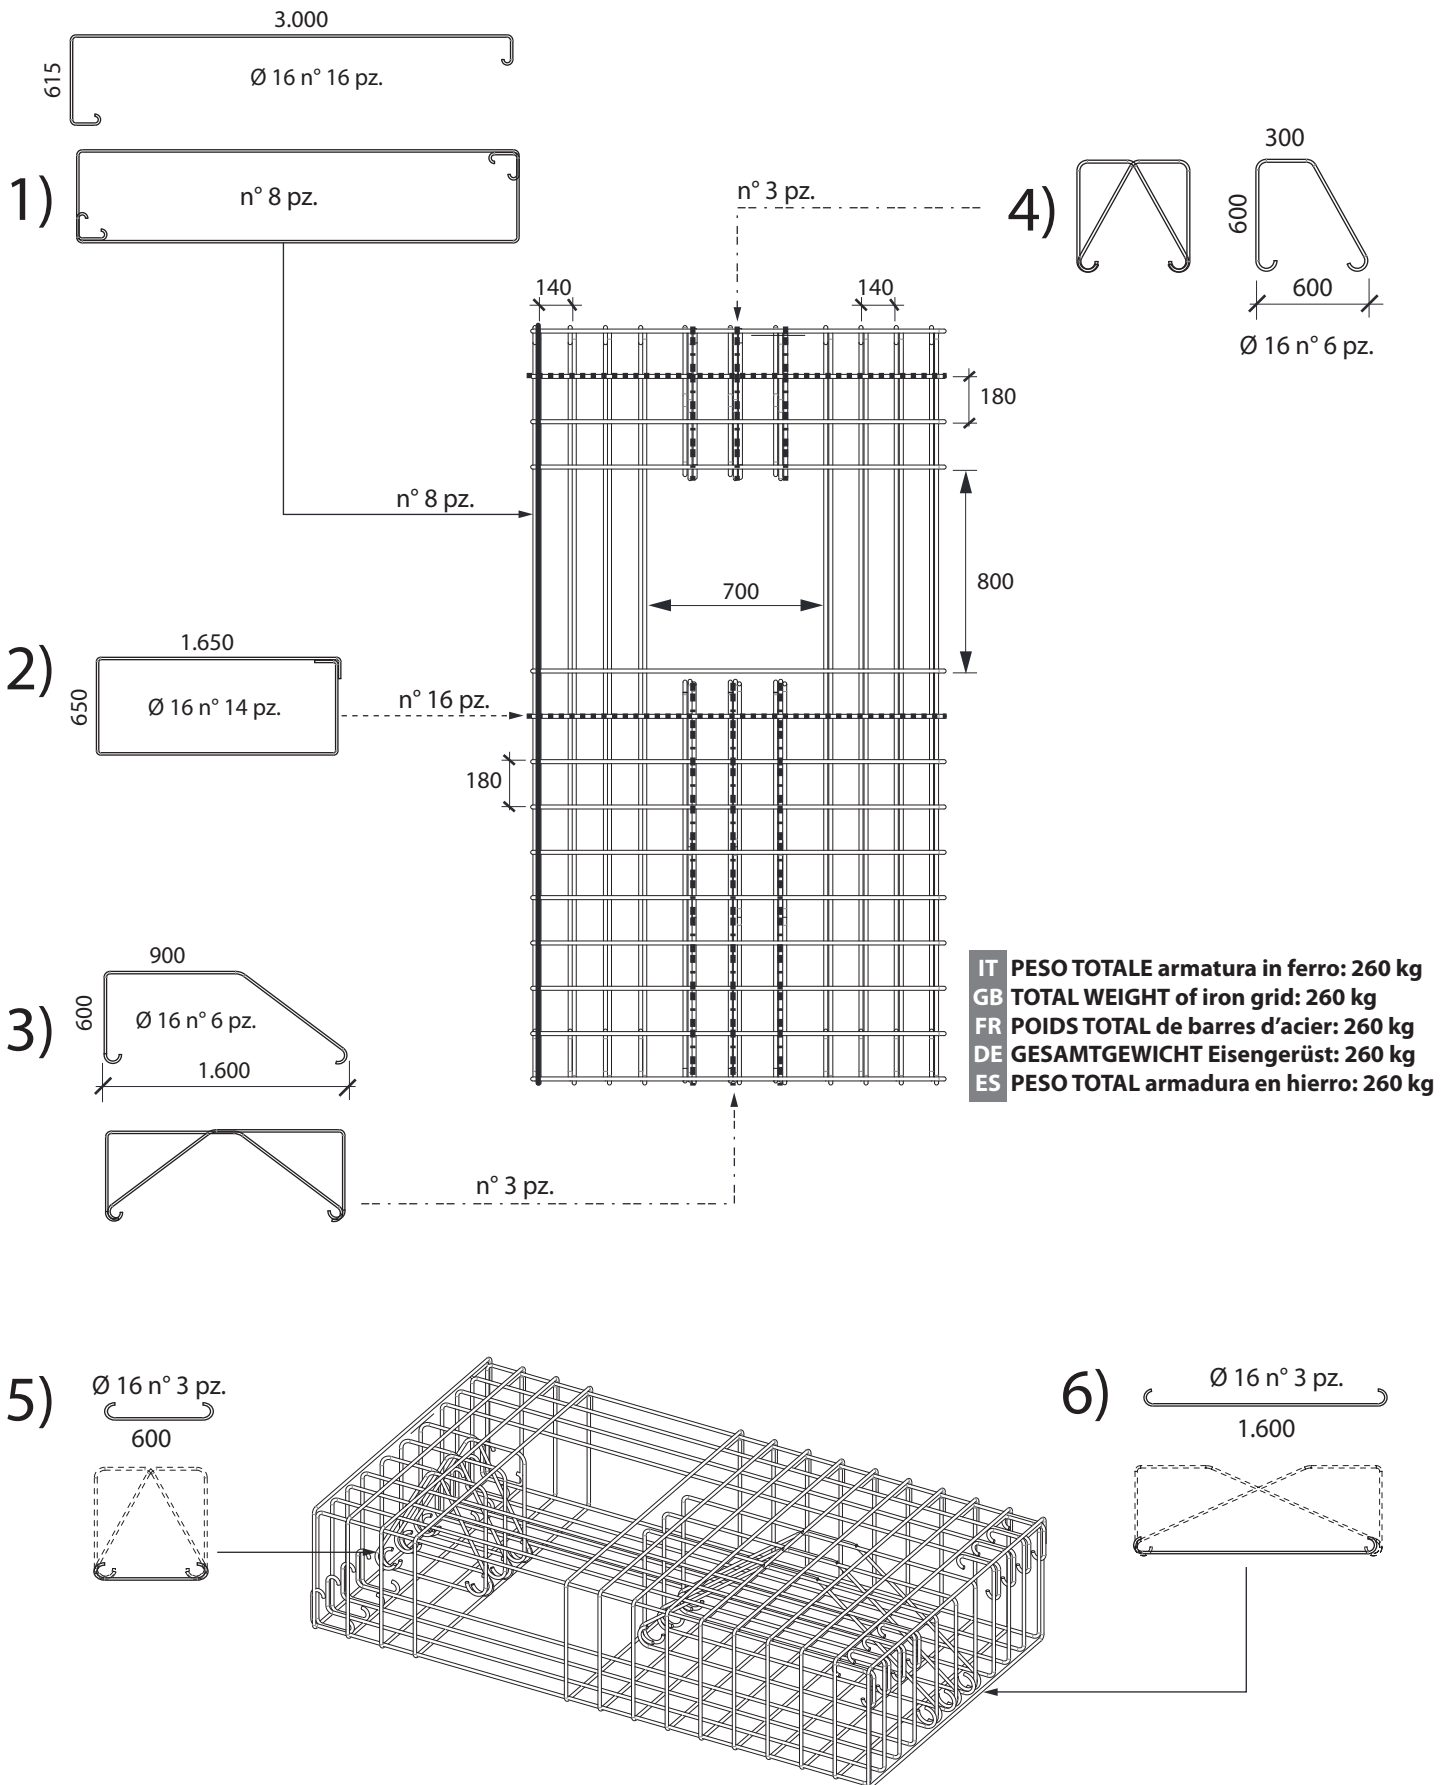 3.000
615
Ø 16 n° 16 pz.
1)
n° 8 pz.
n° 3 pz.
4)
300
600
600
Ø 16 n° 6 pz.
140
140
180
n° 8 pz.
800
700
2)
1.650
650
Ø 16 n° 14 pz.
n° 16 pz.
180
3)
900
600
Ø 16 n° 6 pz.
1.600
n° 3 pz.
IT PESO TOTALE armatura in ferro: 260 kg
GB TOTAL WEIGHT of iron grid: 260 kg
FR POIDS TOTAL de barres d’acier: 260 kg
DE GESAMTGEWICHT Eisengerüst: 260 kg
ES PESO TOTAL armadura en hierro: 260 kg
5)
Ø 16 n° 3 pz.
600
6)
Ø 16 n° 3 pz.
1.600